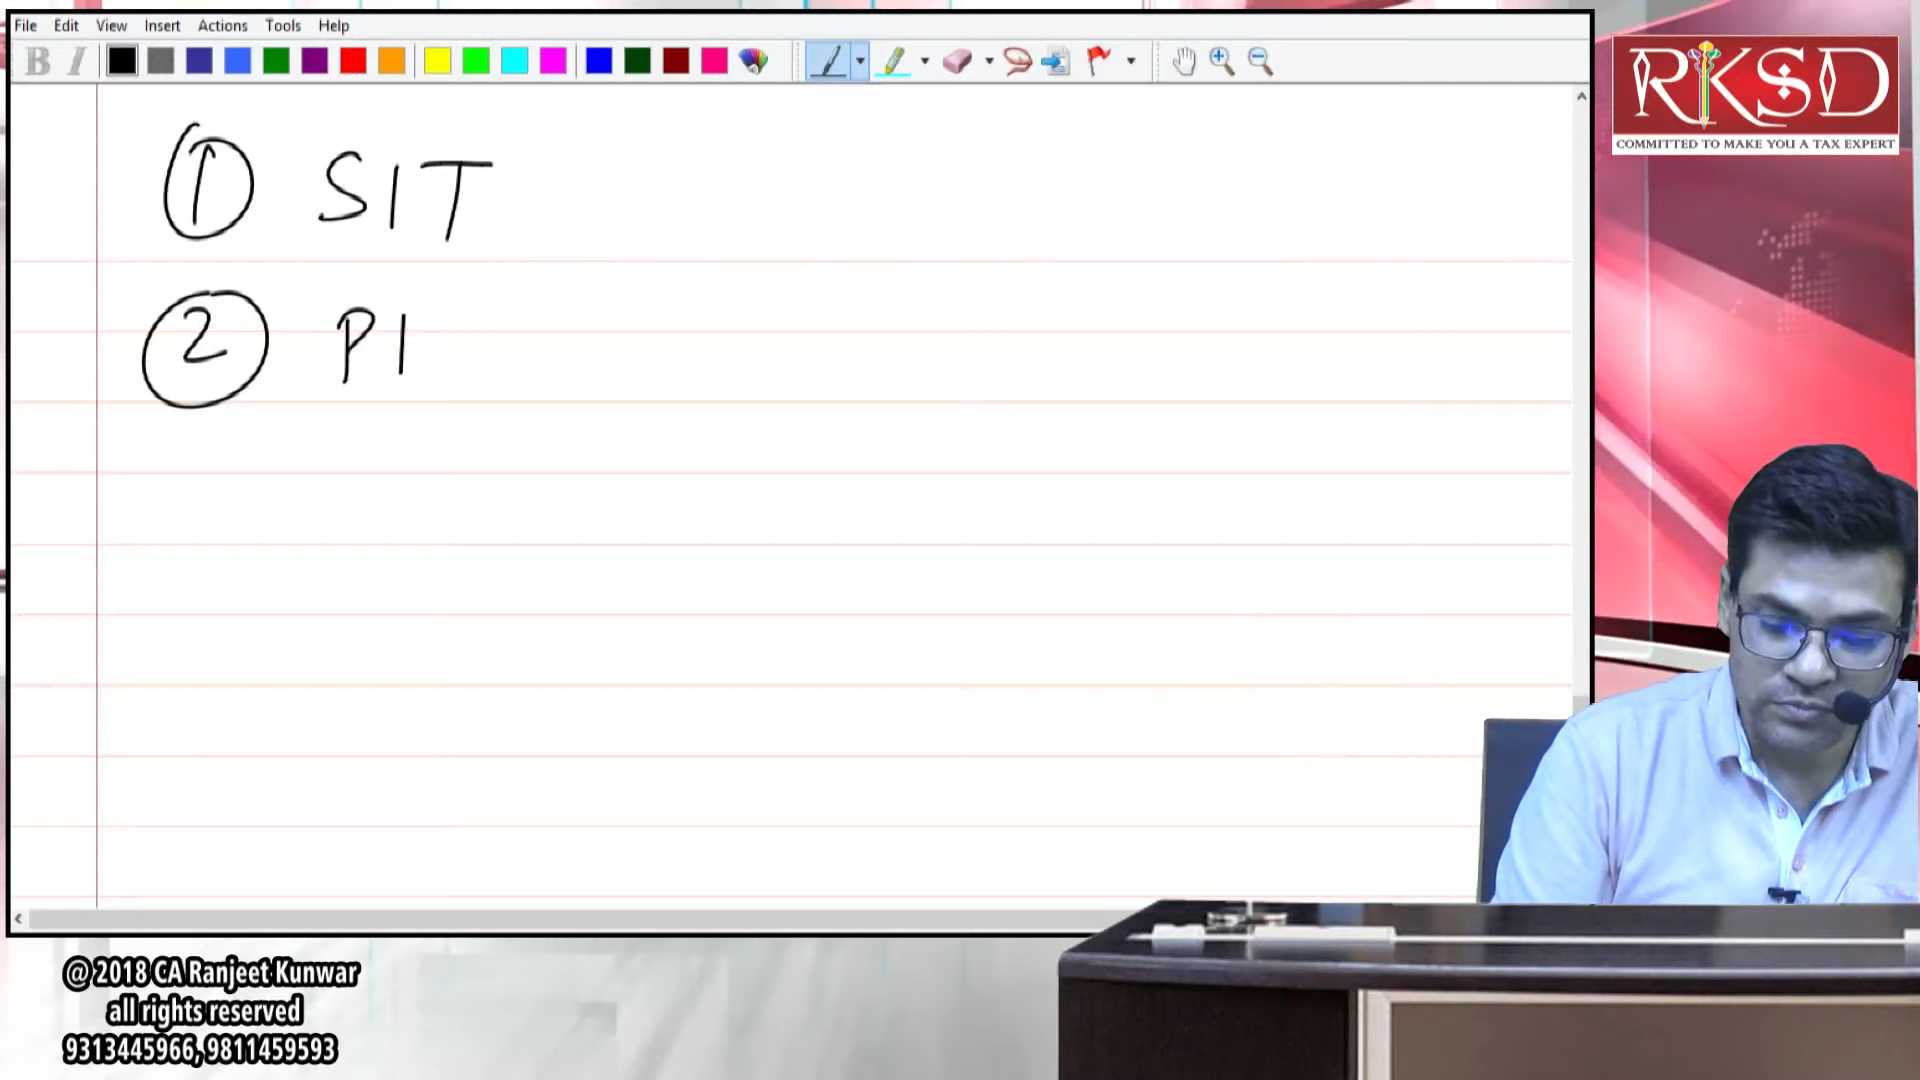 File Edit View Insert Actions Tools Help
B I
RKSD
COMMITTED TO MAKE YOU A TAX EXPERT
1 SIT
2 PI
@ 2018 CA Ranjeet Kunwar
all rights reserved
9313445966, 9811459593